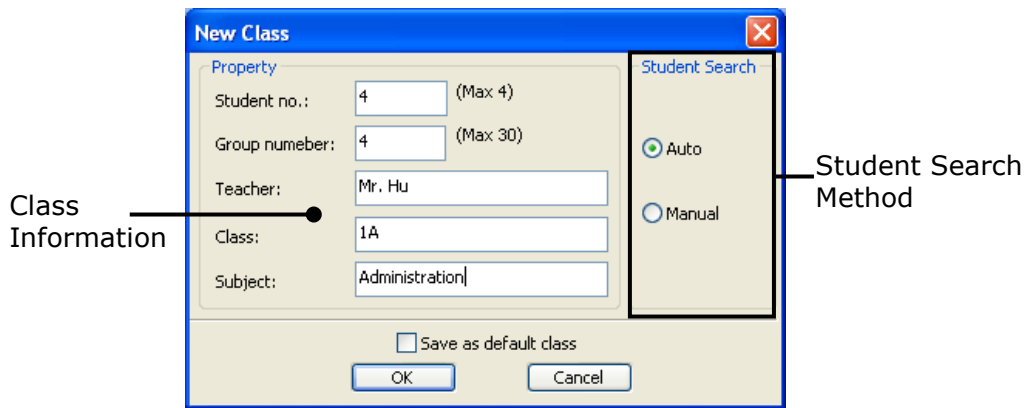 New Class
Property
Student no.: 4 (Max 4)
Group numeber: 4 (Max 30)
Teacher: Mr. Hu
Class: 1A
Subject: Administration
Student Search
Auto
Manual
Save as default class
OK Cancel
Class
Information
Student Search
Method